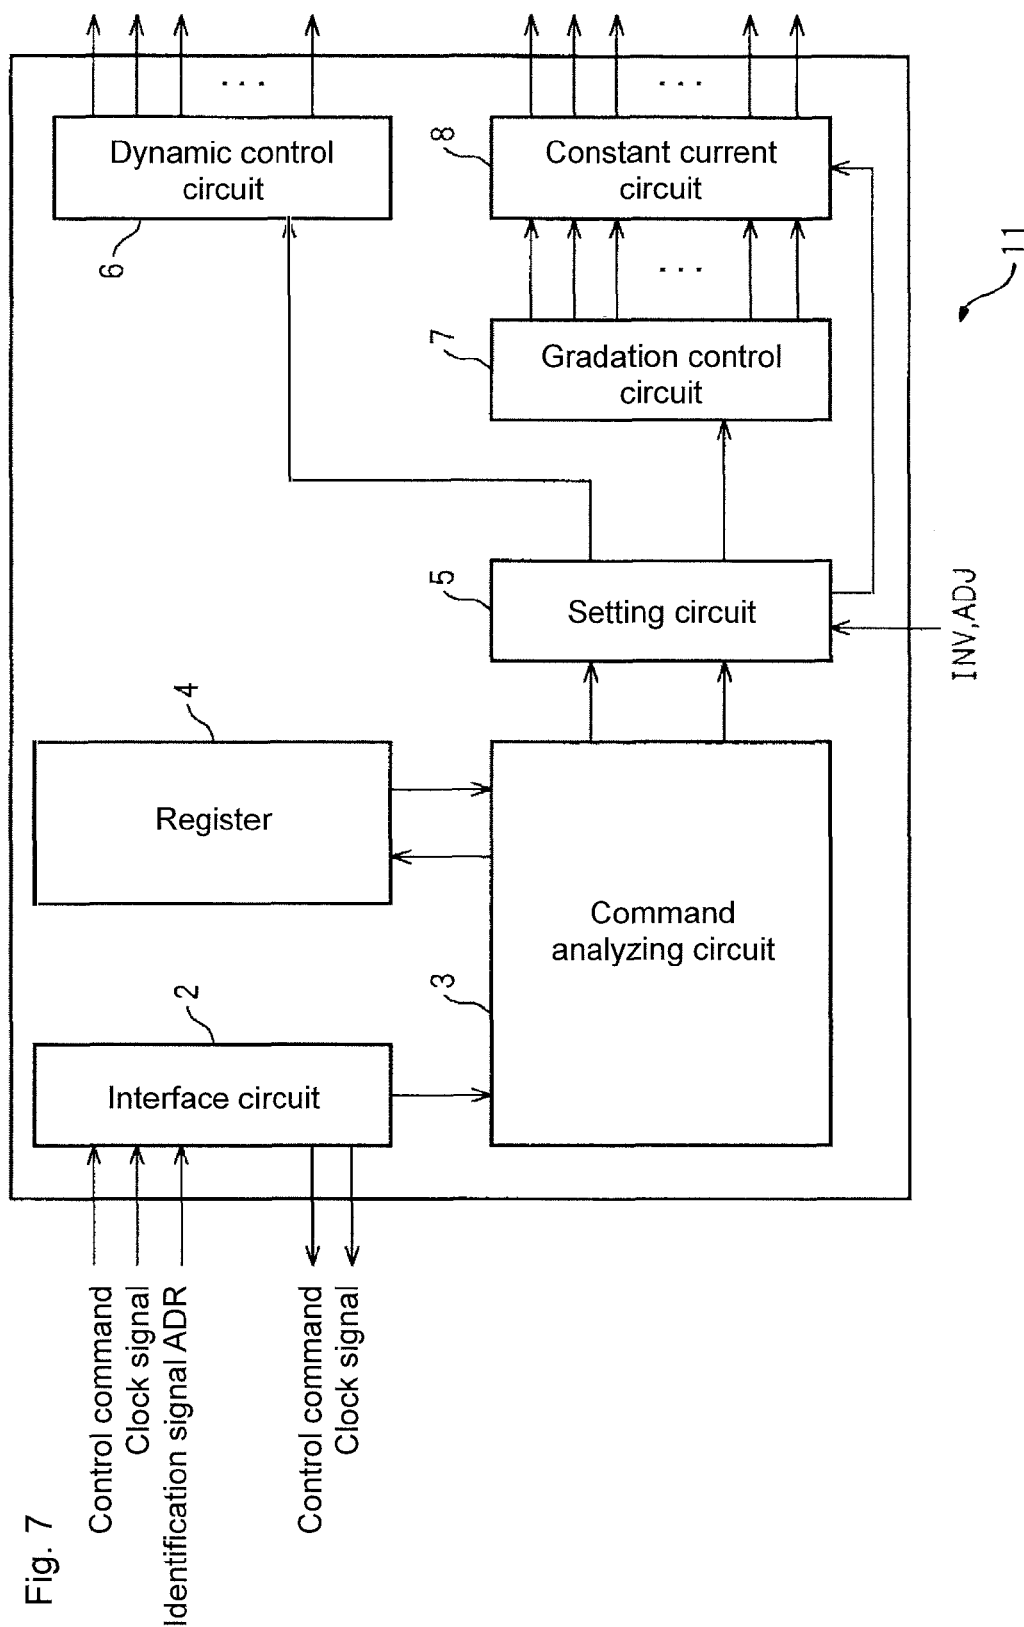 . . .
. . .
Dynamic control
circuit
6
8
Constant current
circuit
. . .
7
Gradation control
circuit
11
5
Setting circuit
INV,ADJ
4
Register
Command
analyzing circuit
3
2
Interface circuit
Control command
Clock signal
Identification signal ADR
Control command
Clock signal
Fig. 7